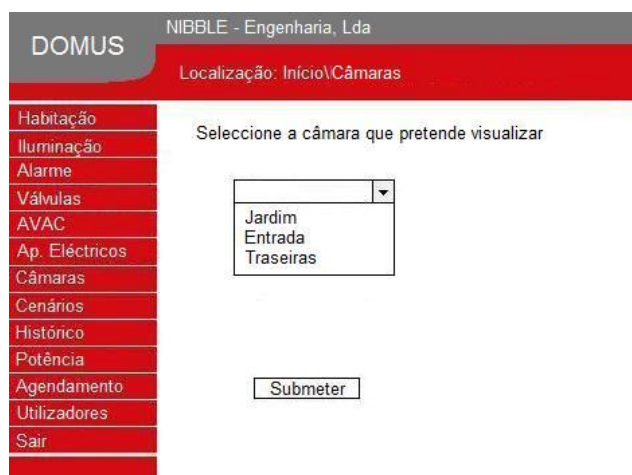 DOMUS
NIBBLE - Engenharia, Lda
Localização: Início\Câmaras
Habitação
Iluminação
Alarme
Válvulas
AVAC
Ap. Eléctricos
Câmaras
Cenários
Histórico
Potência
Agendamento
Utilizadores
Sair
Seleccione a câmara que pretende visualizar
Jardim
Entrada
Traseiras
Submeter